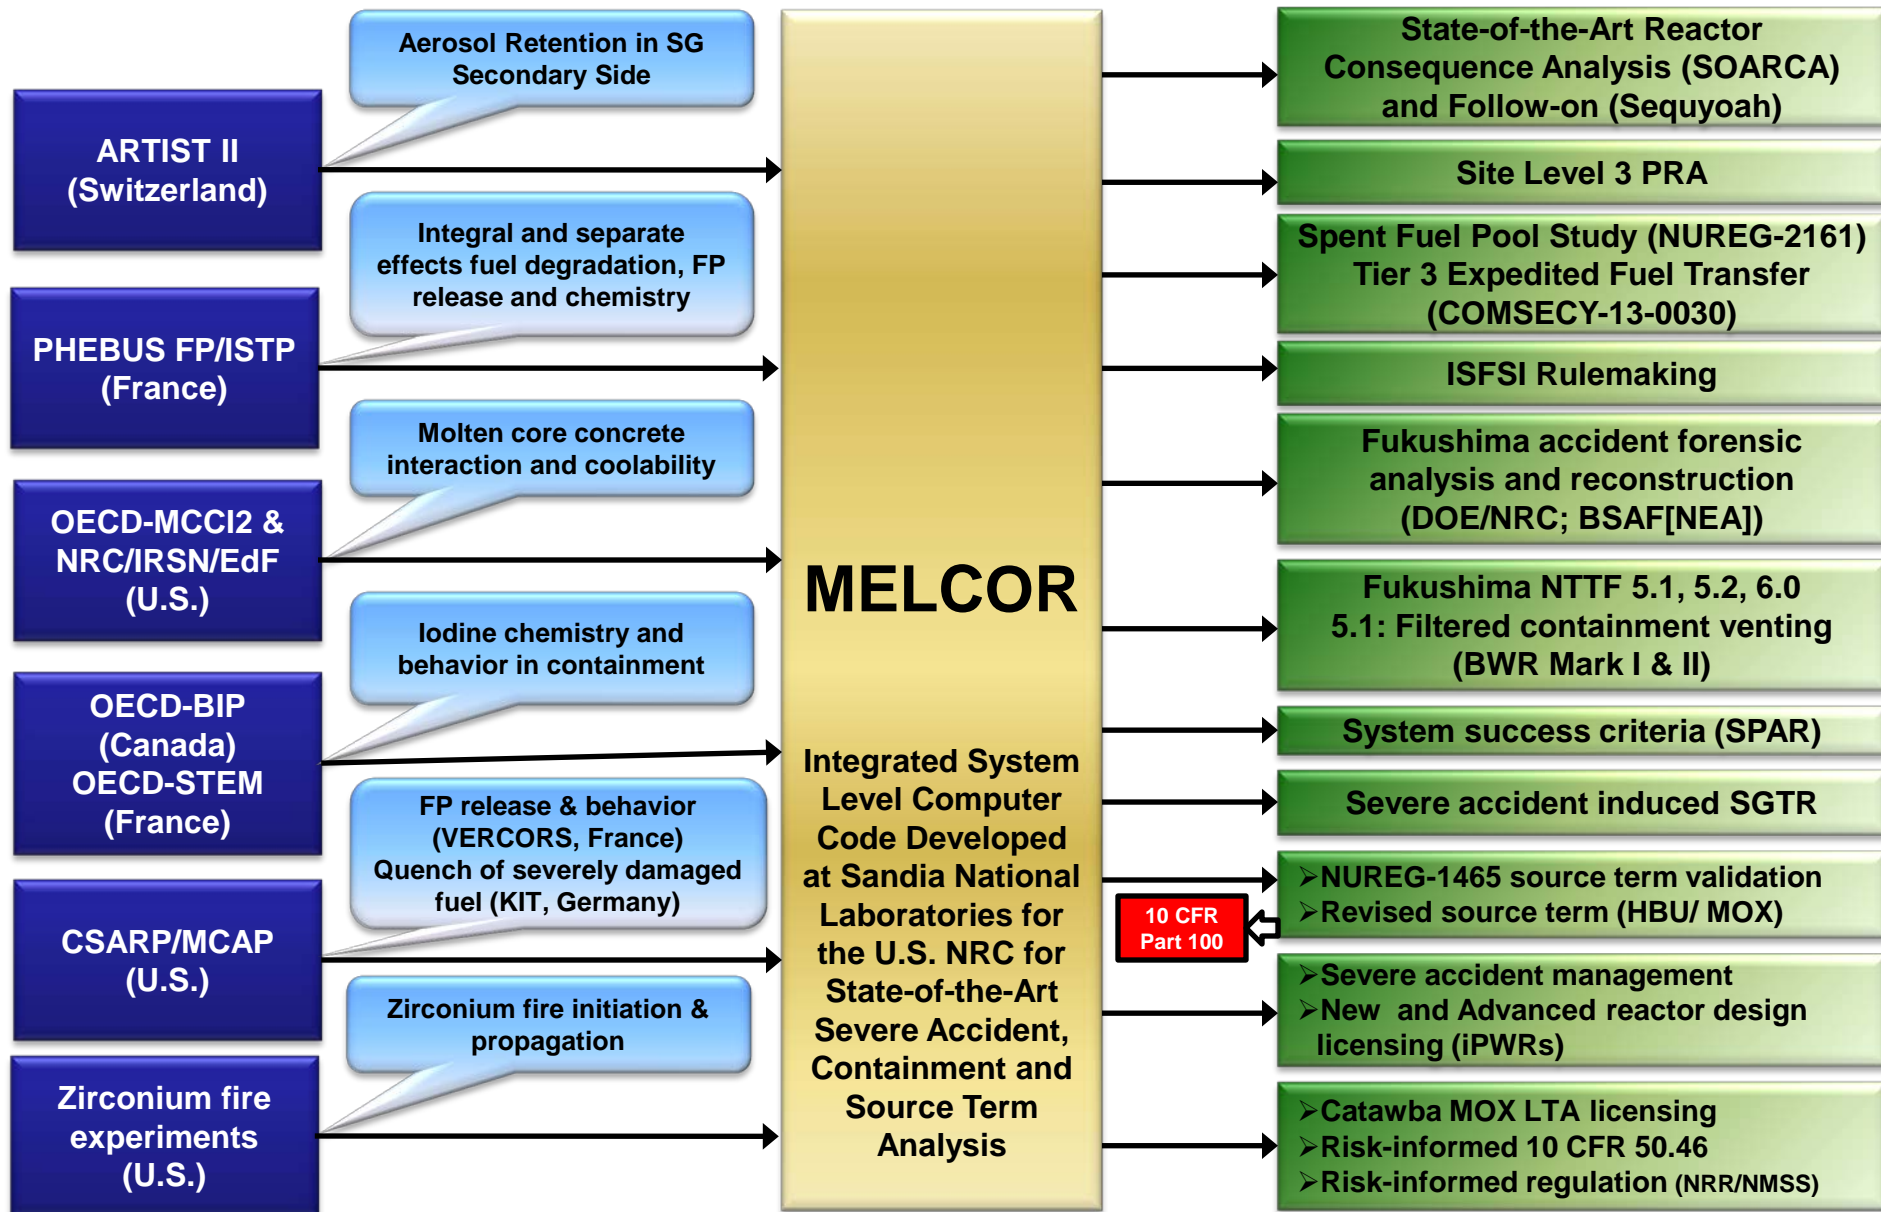 ARTIST II
(Switzerland)
PHEBUS FP/ISTP
(France)
OECD-MCCI2 &
NRC/IRSN/EdF
(U.S.)
OECD-BIP
(Canada)
OECD-STEM
(France)
CSARP/MCAP
(U.S.)
Zirconium fire
experiments
(U.S.)
Aerosol Retention in SG
Secondary Side
Integral and separate
effects fuel degradation, FP
release and chemistry
Molten core concrete
interaction and coolability
Iodine chemistry and
behavior in containment
FP release & behavior
(VERCORS, France)
Quench of severely damaged
fuel (KIT, Germany)
Zirconium fire initiation &
propagation
MELCOR
Integrated System
Level Computer
Code Developed
at Sandia National
Laboratories for
the U.S. NRC for
State-of-the-Art
Severe Accident,
Containment and
Source Term
Analysis
State-of-the-Art Reactor
Consequence Analysis (SOARCA)
and Follow-on (Sequyoah)
Site Level 3 PRA
Spent Fuel Pool Study (NUREG-2161)
Tier 3 Expedited Fuel Transfer
(COMSECY-13-0030)
ISFSI Rulemaking
Fukushima accident forensic
analysis and reconstruction
(DOE/NRC; BSAF[NEA])
Fukushima NTTF 5.1, 5.2, 6.0
5.1: Filtered containment venting
(BWR Mark I & II)
System success criteria (SPAR)
Severe accident induced SGTR
➢NUREG-1465 source term validation
➢Revised source term (HBU/ MOX)
10 CFR
Part 100
➢Severe accident management
➢New and Advanced reactor design
licensing (iPWRs)
➢Catawba MOX LTA licensing
➢Risk-informed 10 CFR 50.46
➢Risk-informed regulation (NRR/NMSS)